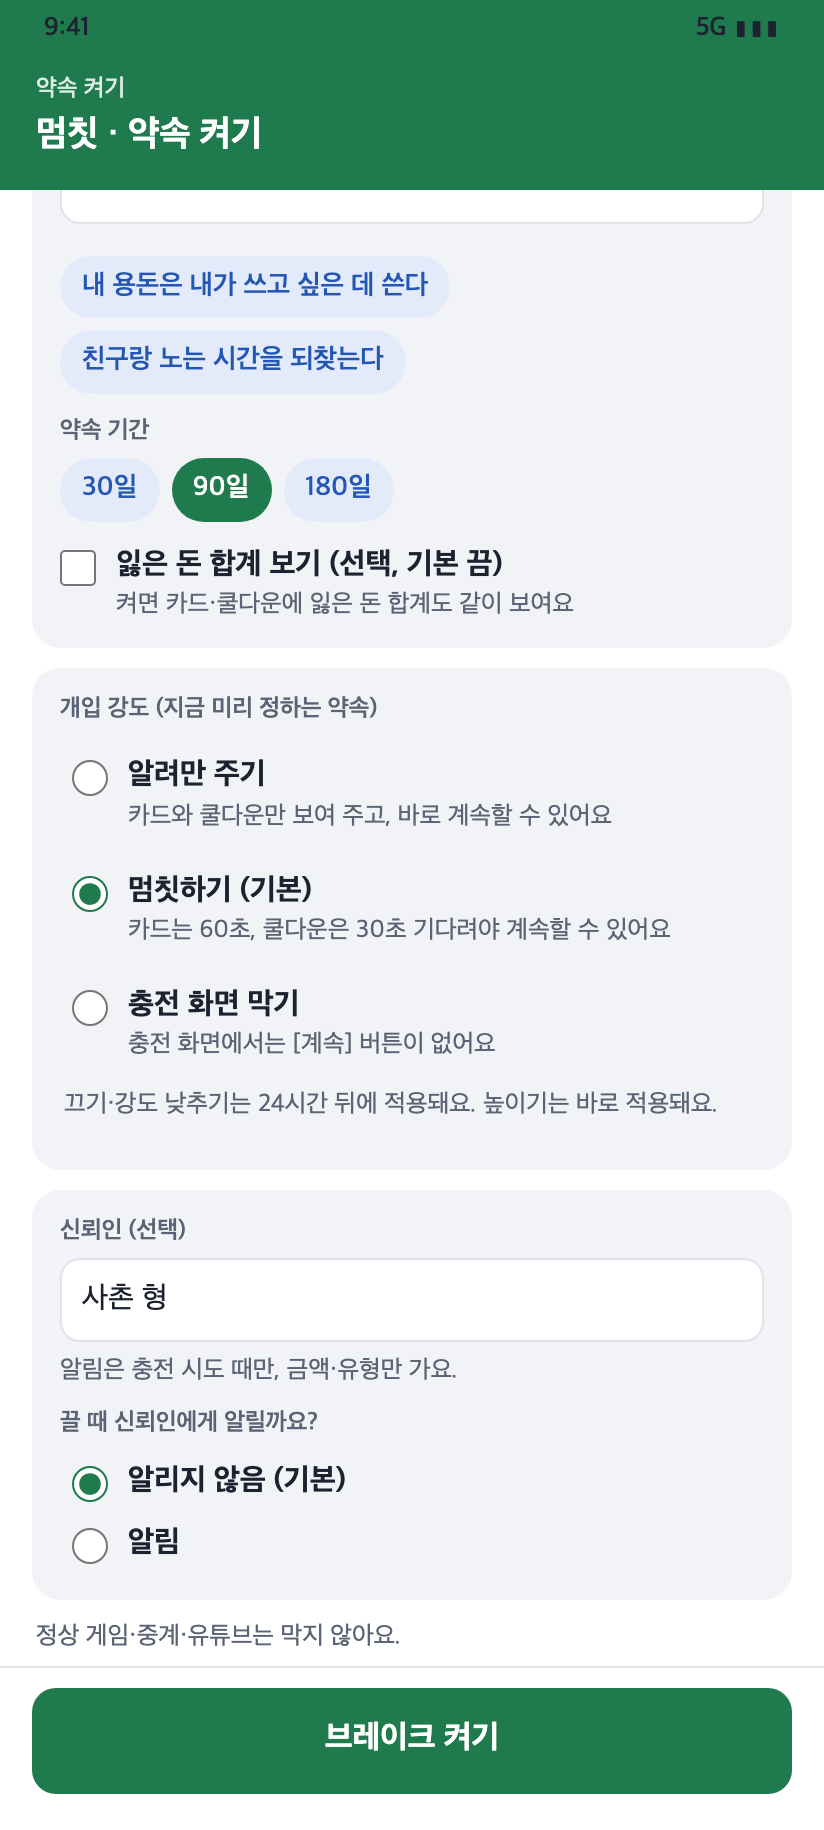 9:41
5G
약속 켜기
멈칫 · 약속 켜기
내 용돈은 내가 쓰고 싶은 데 쓴다
친구랑 노는 시간을 되찾는다
약속 기간
30일 90일 180일
잃은 돈 합계 보기 (선택, 기본 끔)
켜면 카드·쿨다운에 잃은 돈 합계도 같이 보여요
개입 강도 (지금 미리 정하는 약속)
알려만 주기
카드와 쿨다운만 보여 주고, 바로 계속할 수 있어요
멈칫하기 (기본)
카드는 60초, 쿨다운은 30초 기다려야 계속할 수 있어요
충전 화면 막기
충전 화면에서는 [계속] 버튼이 없어요
끄기·강도 낮추기는 24시간 뒤에 적용돼요. 높이기는 바로 적용돼요.
신뢰인 (선택)
사촌 형
알림은 충전 시도 때만, 금액·유형만 가요.
끌 때 신뢰인에게 알릴까요?
알리지 않음 (기본)
알림
정상 게임·중계·유튜브는 막지 않아요.
브레이크 켜기